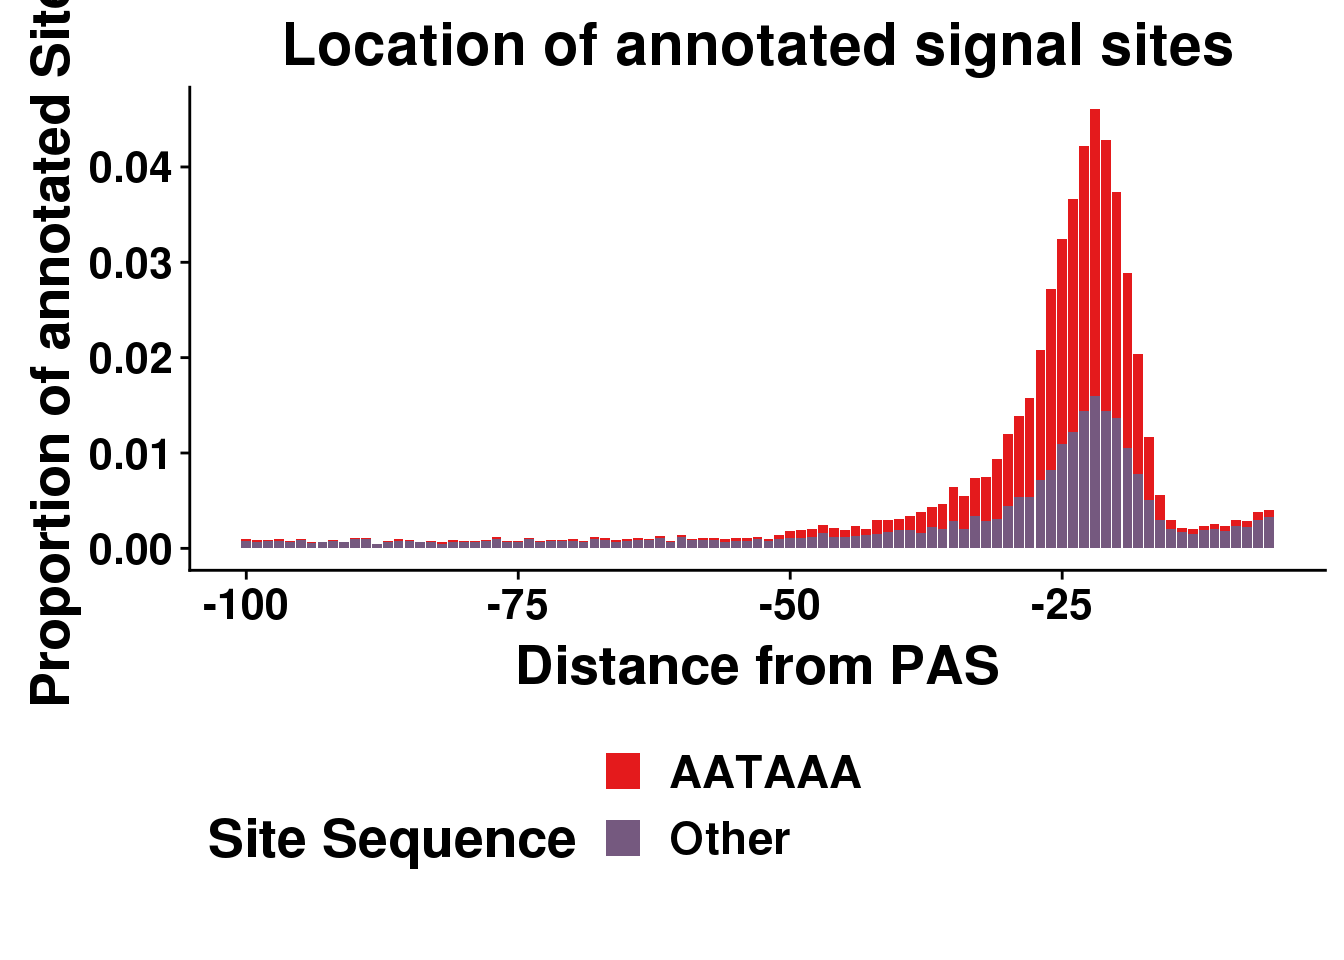 Location of annotated signal sites
Proportion of annotated Site
0.04
0.03
0.02
0.01
0.00
-100 -75 -50 -25
Distance from PAS
Site Sequence
AATAAA
Other